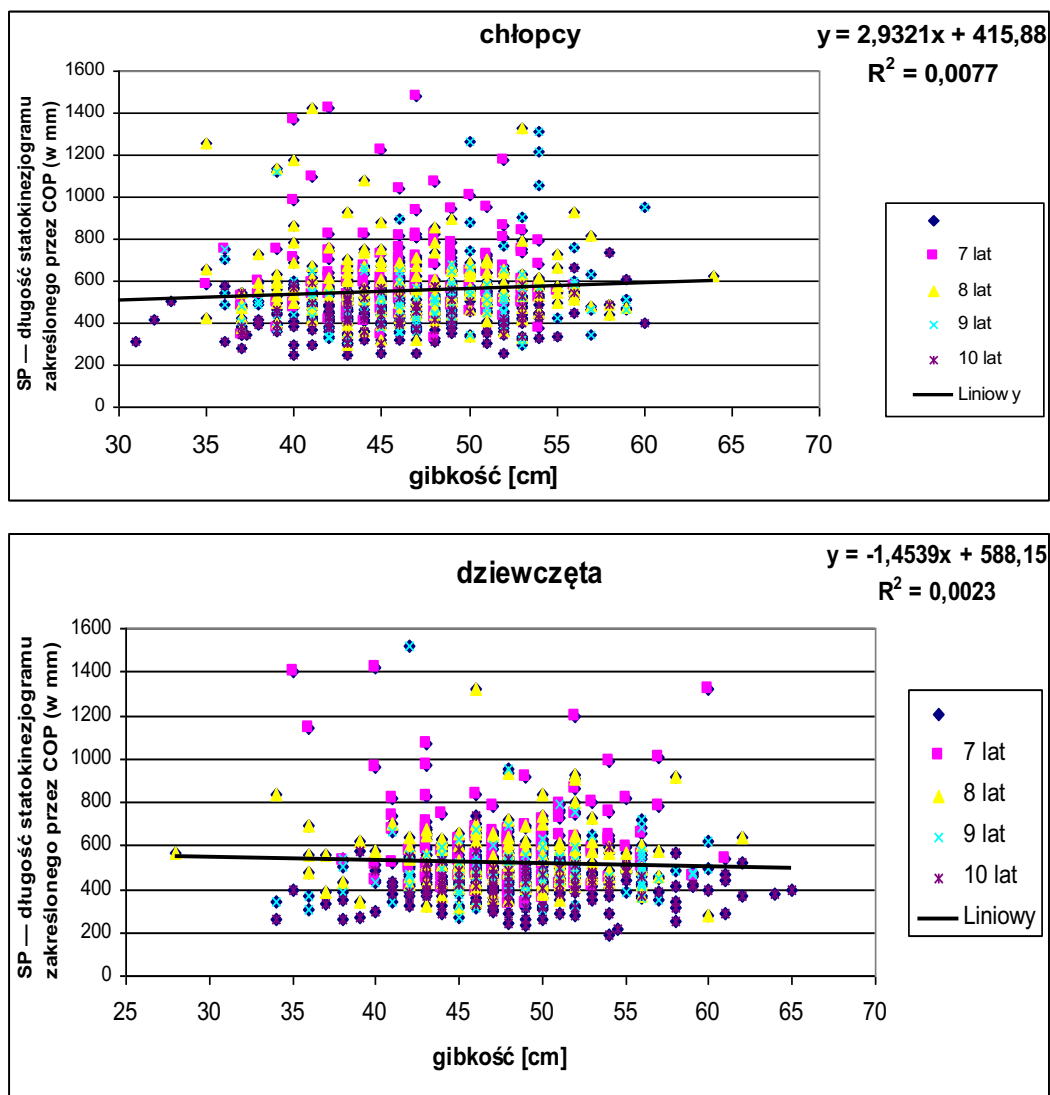 chłopcy
y = 2,9321x + 415,88
R² = 0,0077
SP — długość statokinezjogramu
zakreślonego przez COP (w mm)
1600
1400
1200
1000
800
600
400
200
0
30 35 40 45 50 55 60 65 70
gibkość [cm]
7 lat
8 lat
9 lat
10 lat
Liniowy
dziewczęta
y = -1,4539x + 588,15
R² = 0,0023
SP — długość statokinezjogramu
zakreślonego przez COP (w mm)
1600
1400
1200
1000
800
600
400
200
0
25 30 35 40 45 50 55 60 65 70
gibkość [cm]
7 lat
8 lat
9 lat
10 lat
Liniowy